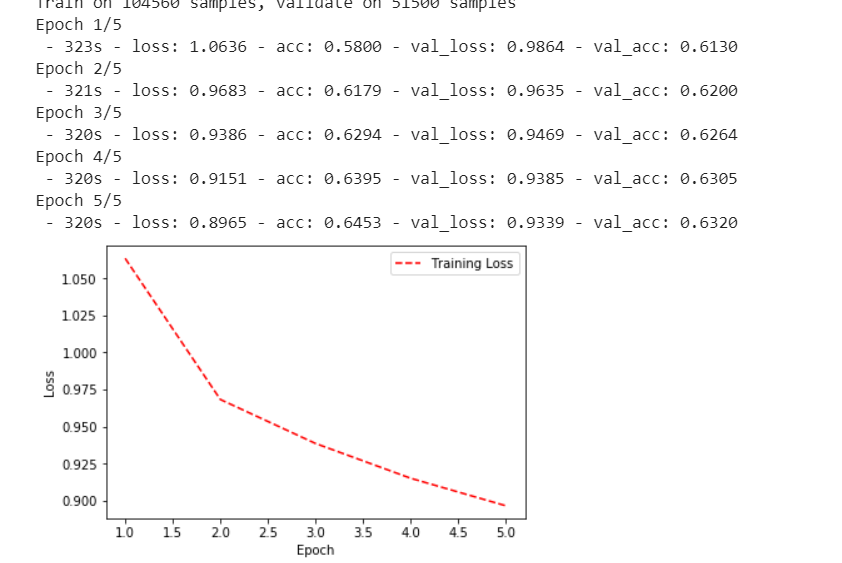 Train on 104560 samples, validate on 51500 samples
Epoch 1/5
- 323s - loss: 1.0636 - acc: 0.5800 - val_loss: 0.9864 - val_acc: 0.6130
Epoch 2/5
- 321s - loss: 0.9683 - acc: 0.6179 - val_loss: 0.9635 - val_acc: 0.6200
Epoch 3/5
- 320s - loss: 0.9386 - acc: 0.6294 - val_loss: 0.9469 - val_acc: 0.6264
Epoch 4/5
- 320s - loss: 0.9151 - acc: 0.6395 - val_loss: 0.9385 - val_acc: 0.6305
Epoch 5/5
- 320s - loss: 0.8965 - acc: 0.6453 - val_loss: 0.9339 - val_acc: 0.6320
Training Loss
1.050
1.025
1.000
0.975
0.950
0.925
0.900
Loss
1.0 1.5 2.0 2.5 3.0 3.5 4.0 4.5 5.0
Epoch